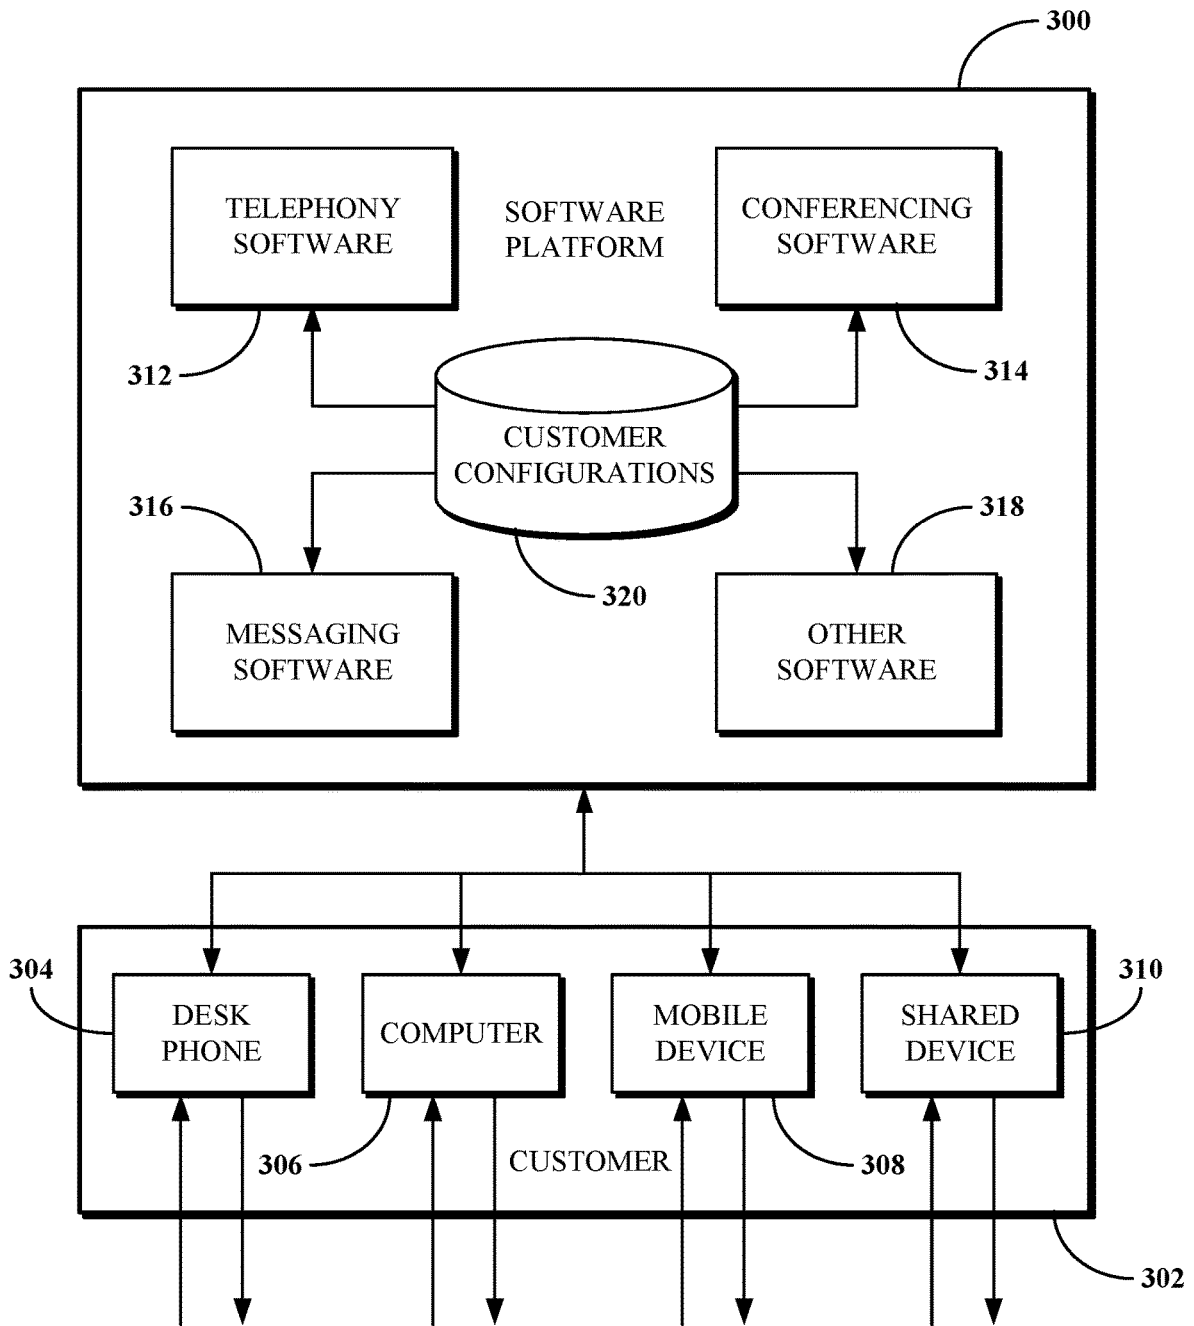 300
TELEPHONY
SOFTWARE
SOFTWARE
PLATFORM
CONFERENCING
SOFTWARE
312
314
CUSTOMER
CONFIGURATIONS
316
318
320
MESSAGING
SOFTWARE
OTHER
SOFTWARE
304
310
DESK
PHONE
COMPUTER
MOBILE
DEVICE
SHARED
DEVICE
306
CUSTOMER
308
302